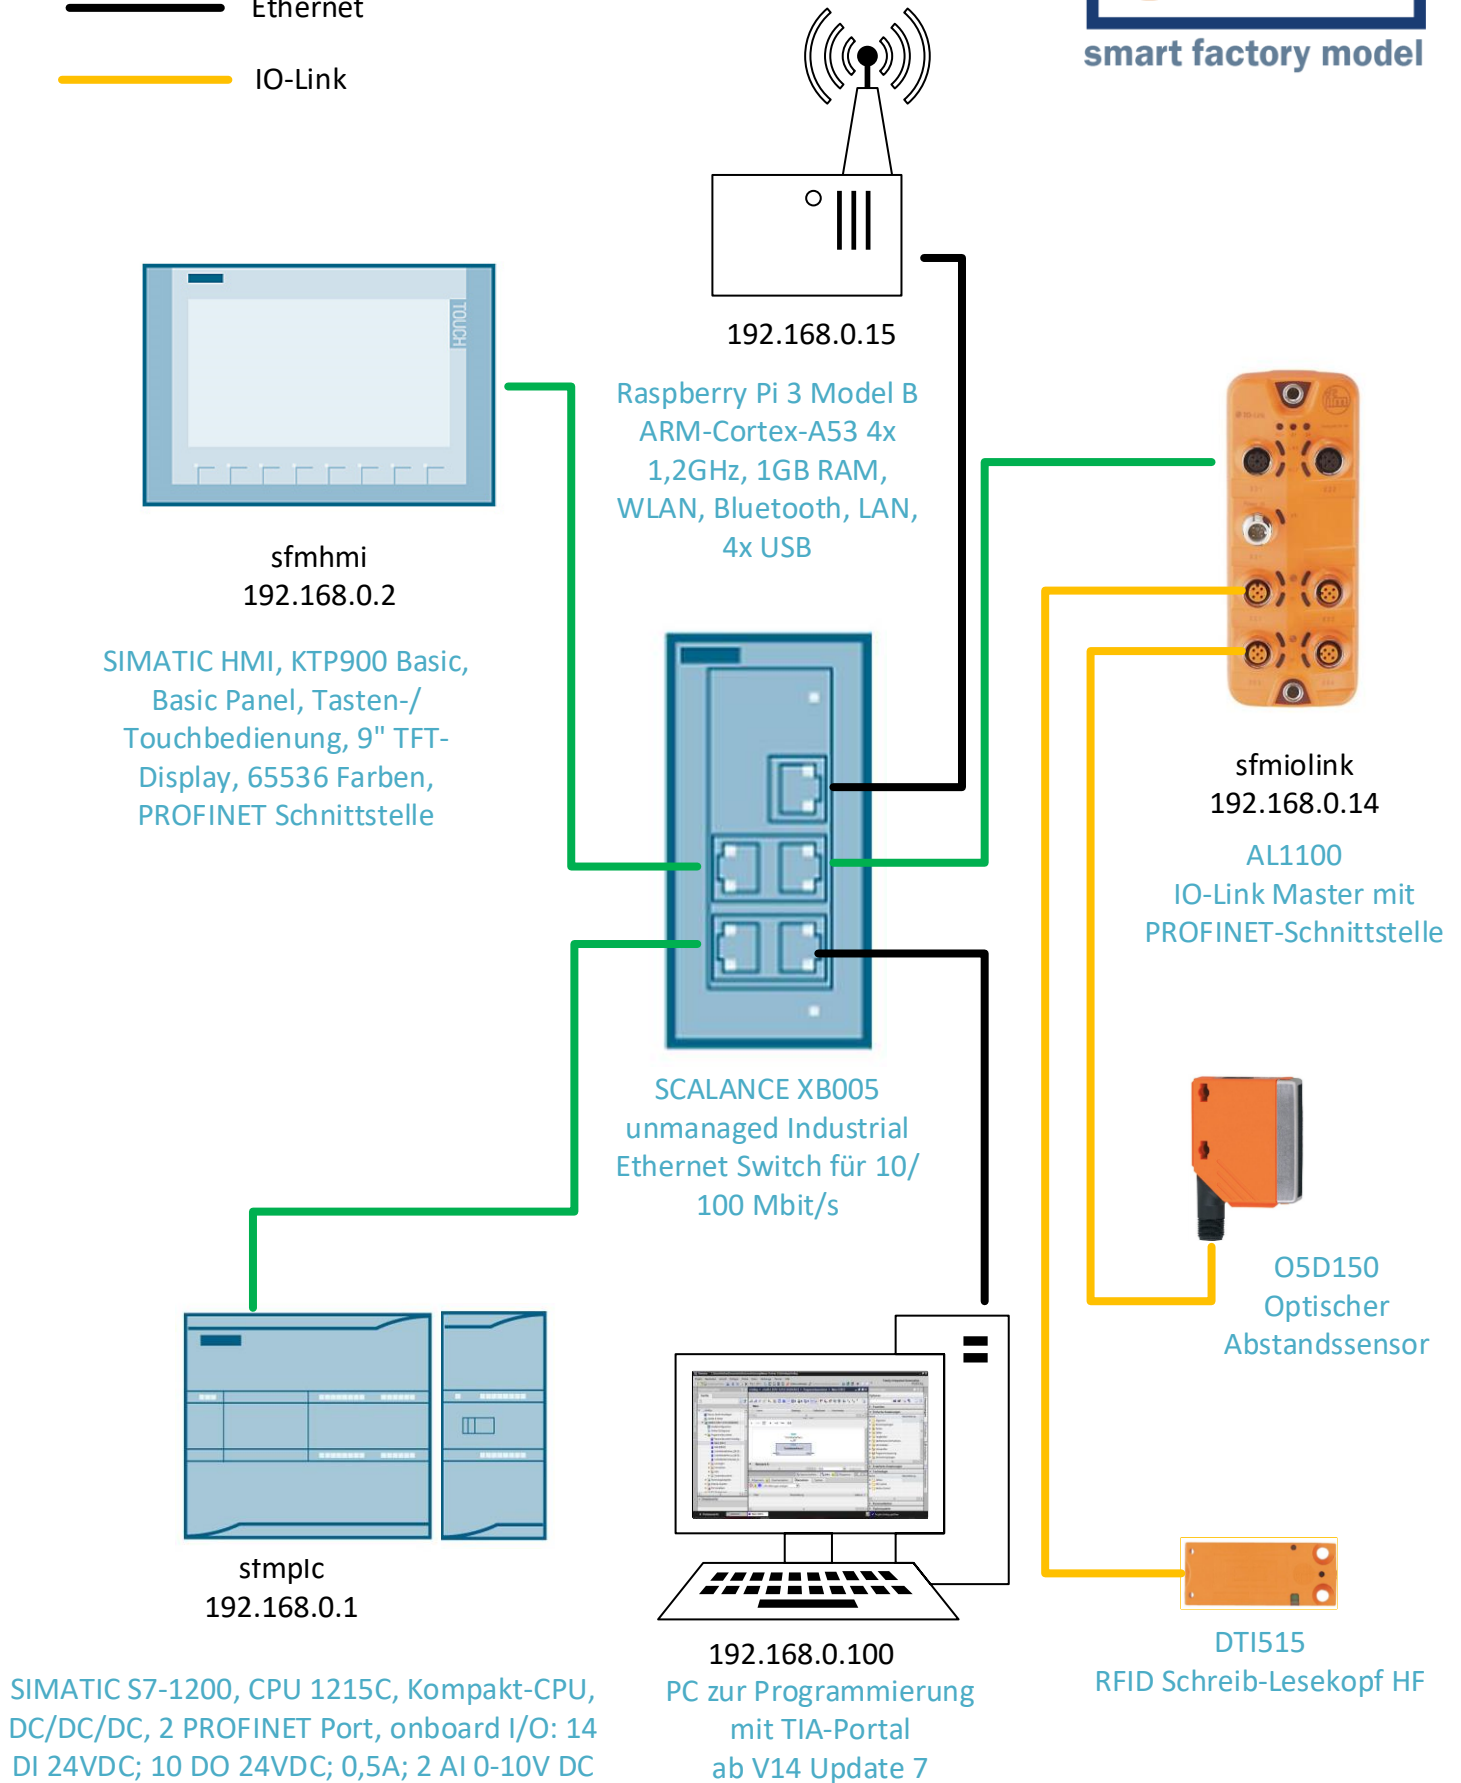 Ethernet
IO-Link
smart factory model
TOUCH
192.168.0.15
Raspberry Pi 3 Model B
ARM-Cortex-A53 4x
1,2GHz, 1GB RAM,
WLAN, Bluetooth, LAN,
4x USB
sfmhmi
192.168.0.2
SIMATIC HMI, KTP900 Basic,
Basic Panel, Tasten-/
Touchbedienung, 9" TFT-
Display, 65536 Farben,
PROFINET Schnittstelle
IO-Link
sfmiolink
192.168.0.14
AL1100
IO-Link Master mit
PROFINET-Schnittstelle
SCALANCE XB005
unmanaged Industrial
Ethernet Switch für 10/
100 Mbit/s
O5D150
Optischer
Abstandssensor
sfmplc
192.168.0.1
SIMATIC S7-1200, CPU 1215C, Kompakt-CPU,
DC/DC/DC, 2 PROFINET Port, onboard I/O: 14
DI 24VDC; 10 DO 24VDC; 0,5A; 2 AI 0-10V DC
192.168.0.100
PC zur Programmierung
mit TIA-Portal
ab V14 Update 7
DTI515
RFID Schreib-Lesekopf HF